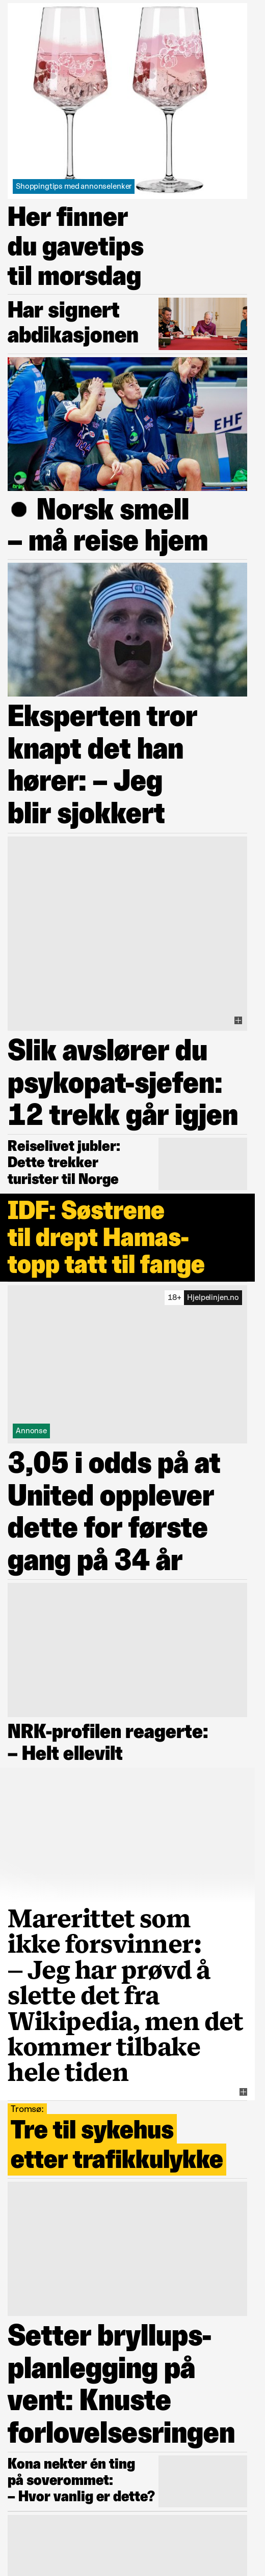 Shoppingtips med annonselenker
Her finner
du gavetips
til morsdag
Har signert
abdikasjonen
EHF
● Norsk smell
– må reise hjem
Eksperten tror
knapt det han
hører: – Jeg
blir sjokkert
Slik avslører du
psykopat-sjefen:
12 trekk går igjen
Reiselivet jubler:
Dette trekker
turister til Norge
IDF: Søstrene
til drept Hamas-
topp tatt til fange
18+ Hjelpelinjen.no
Annonse
3,05 i odds på at
United opplever
dette for første
gang på 34 år
NRK-profilen reagerte:
– Helt ellevilt
Marerittet som
ikke forsvinner:
– Jeg har prøvd å
slette det fra
Wikipedia, men det
kommer tilbake
hele tiden
Tromsø:
Tre til sykehus
etter trafikkulykke
Setter bryllups-
planlegging på
vent: Knuste
forlovelsesringen
Kona nekter én ting
på soverommet:
– Hvor vanlig er dette?